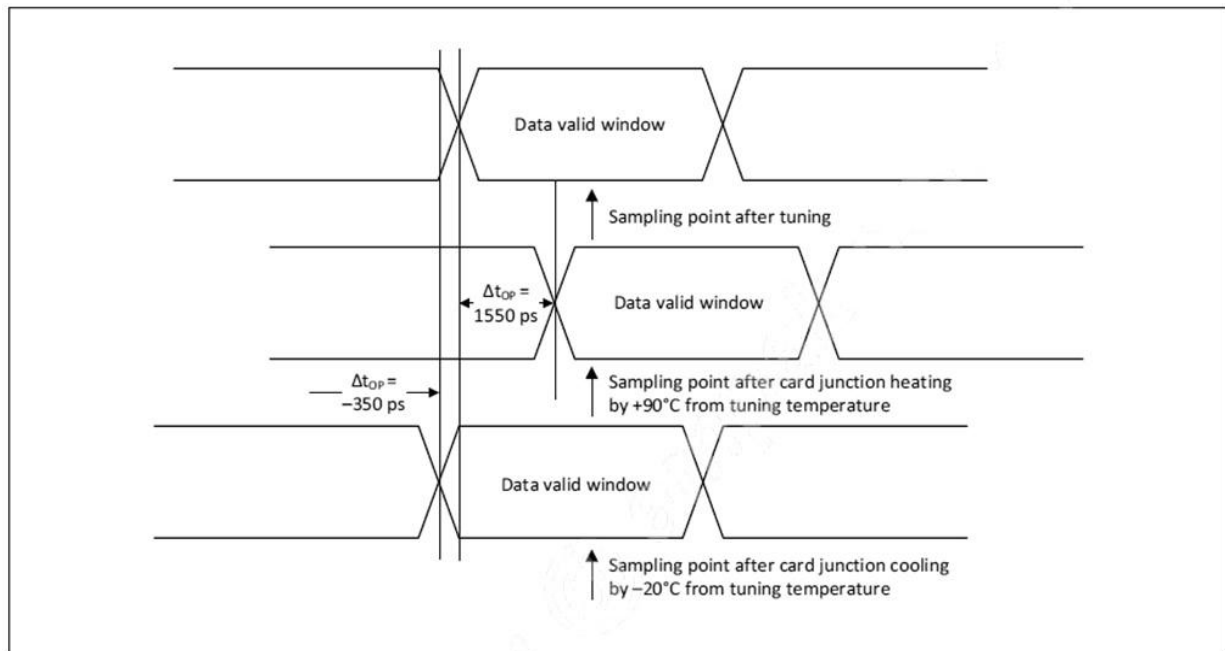 Data valid window
Sampling point after tuning
Δtₒₚ =
1550 ps
Data valid window
Sampling point after card junction heating
by +90°C from tuning temperature
Δtₒₚ =
−350 ps
Data valid window
Sampling point after card junction cooling
by −20°C from tuning temperature